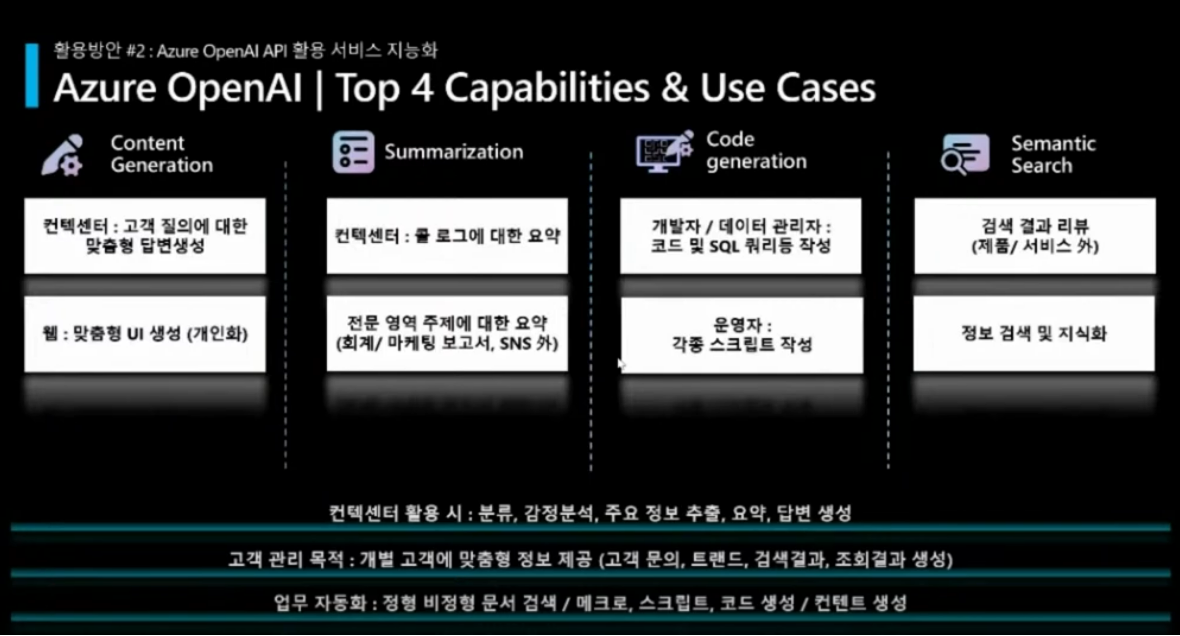 활용방안 #2 : Azure OpenAI API 활용 서비스 지능화
Azure OpenAI | Top 4 Capabilities & Use Cases
Content
Generation
컨텍센터 : 고객 질의에 대한
맞춤형 답변생성
웹 : 맞춤형 UI 생성 (개인화)
Summarization
컨텍센터 : 콜 로그에 대한 요약
전문 영역 주제에 대한 요약
(회계/ 마케팅 보고서, SNS 外)
Code
generation
개발자 / 데이터 관리자 :
코드 및 SQL 쿼리등 작성
운영자 :
각종 스크립트 작성
Semantic
Search
검색 결과 리뷰
(제품/ 서비스 外)
정보 검색 및 지식화
컨텍센터 활용 시 : 분류, 감정분석, 주요 정보 추출, 요약, 답변 생성
고객 관리 목적 : 개별 고객에 맞춤형 정보 제공 (고객 문의, 트랜드, 검색결과, 조회결과 생성)
업무 자동화 : 정형 비정형 문서 검색 / 메크로, 스크립트, 코드 생성 / 컨텐트 생성